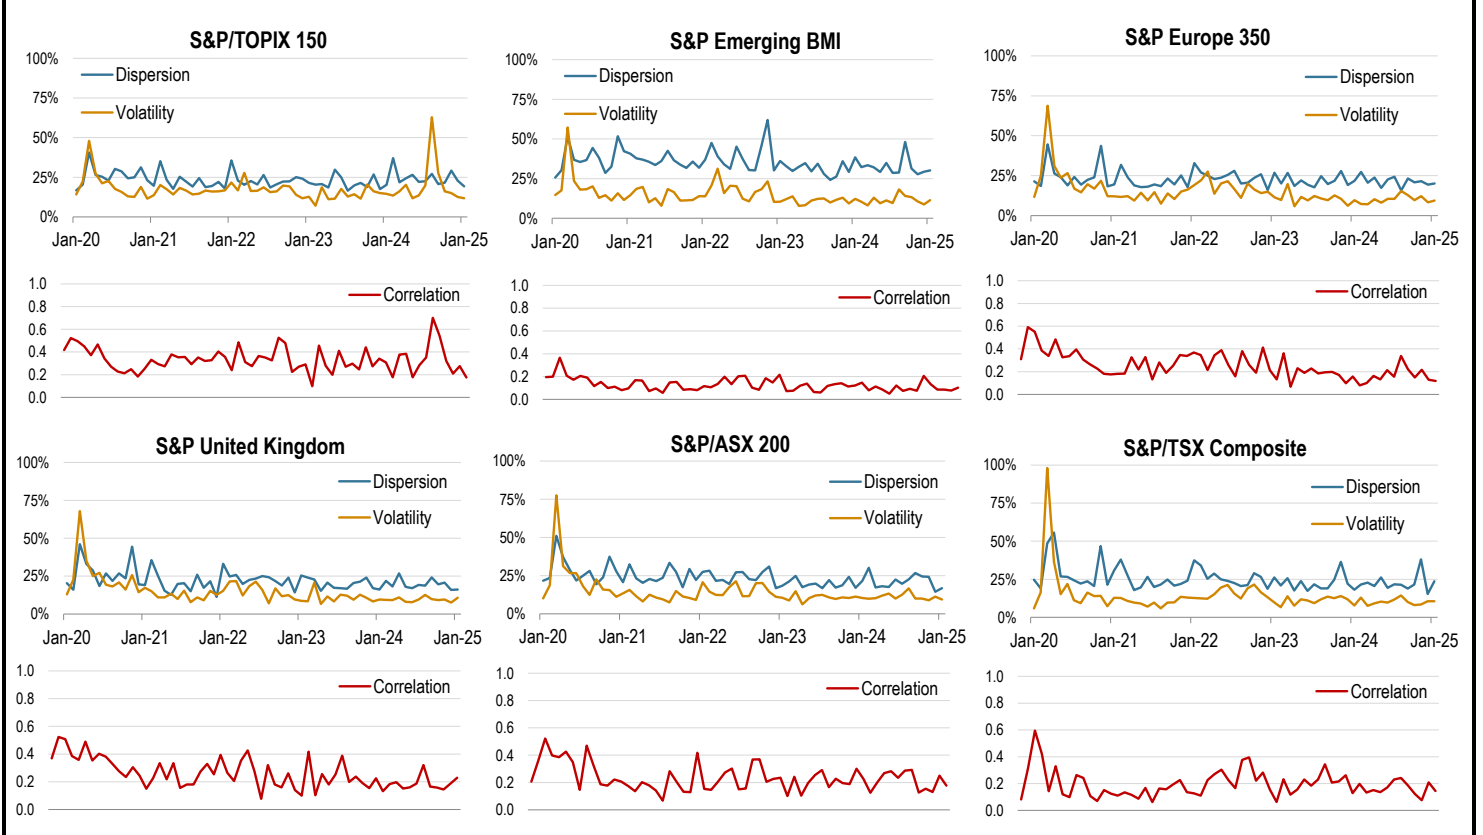 S&P/TOPIX 150
100%
Dispersion
75%
Volatility
50%
25%
0%
Jan-20 Jan-21 Jan-22 Jan-23 Jan-24 Jan-25
1.0
Correlation
0.8
0.6
0.4
0.2
0.0
S&P Emerging BMI
100%
Dispersion
75%
Volatility
50%
25%
0%
Jan-20 Jan-21 Jan-22 Jan-23 Jan-24 Jan-25
1.0
Correlation
0.8
0.6
0.4
0.2
0.0
S&P Europe 350
100%
Dispersion
75%
Volatility
50%
25%
0%
Jan-20 Jan-21 Jan-22 Jan-23 Jan-24 Jan-25
1.0
Correlation
0.8
0.6
0.4
0.2
0.0
S&P United Kingdom
100%
Dispersion
75%
Volatility
50%
25%
0%
Jan-20 Jan-21 Jan-22 Jan-23 Jan-24 Jan-25
1.0
Correlation
0.8
0.6
0.4
0.2
0.0
S&P/ASX 200
100%
Dispersion
75%
Volatility
50%
25%
0%
Jan-20 Jan-21 Jan-22 Jan-23 Jan-24 Jan-25
1.0
Correlation
0.8
0.6
0.4
0.2
0.0
S&P/TSX Composite
100%
Dispersion
75%
Volatility
50%
25%
0%
Jan-20 Jan-21 Jan-22 Jan-23 Jan-24 Jan-25
1.0
Correlation
0.8
0.6
0.4
0.2
0.0